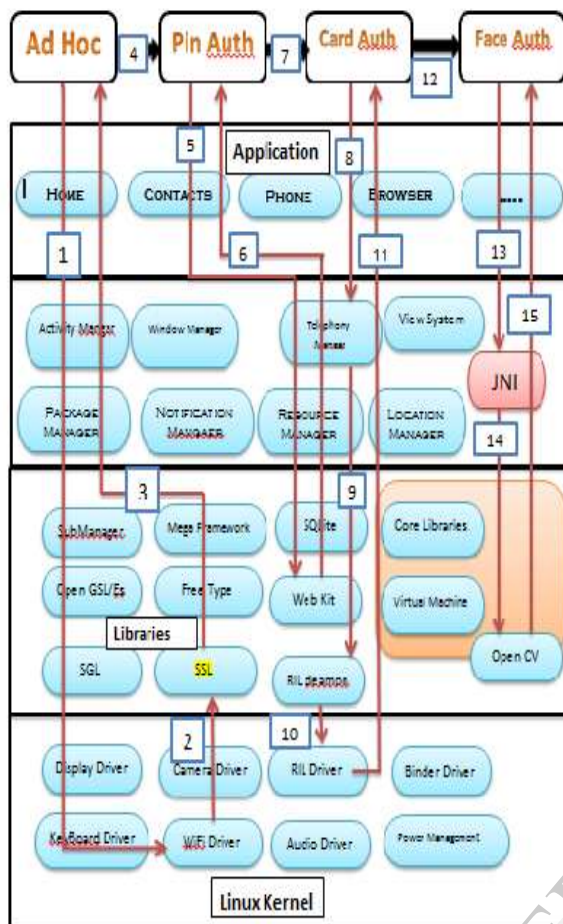 Ad Hoc
4
Pin Auth
7
Card Auth
12
Face Auth
5
Application
8
HOME
CONTACTS
PHONE
BROWSER
.....
1
6
11
13
Activity Mangar
Window Manager
Telephony Manager
View System
15
JNI
PACKAGE MANAGER
NOTIFICATION MANGAER
RESOURCE MANAGER
LOCATION MANAGER
14
3
9
SubManager
Mega Framework
SQLite
Core Libraries
Open GSL/Es
Free Type
Web Kit
Virtual Machine
Libraries
SGL
SSL
RIL deamons
Open CV
2
10
Display Driver
Camera Driver
RIL Driver
Binder Driver
KeyBoard Driver
WiFi Driver
Audio Driver
Power Management
Linux Kernel